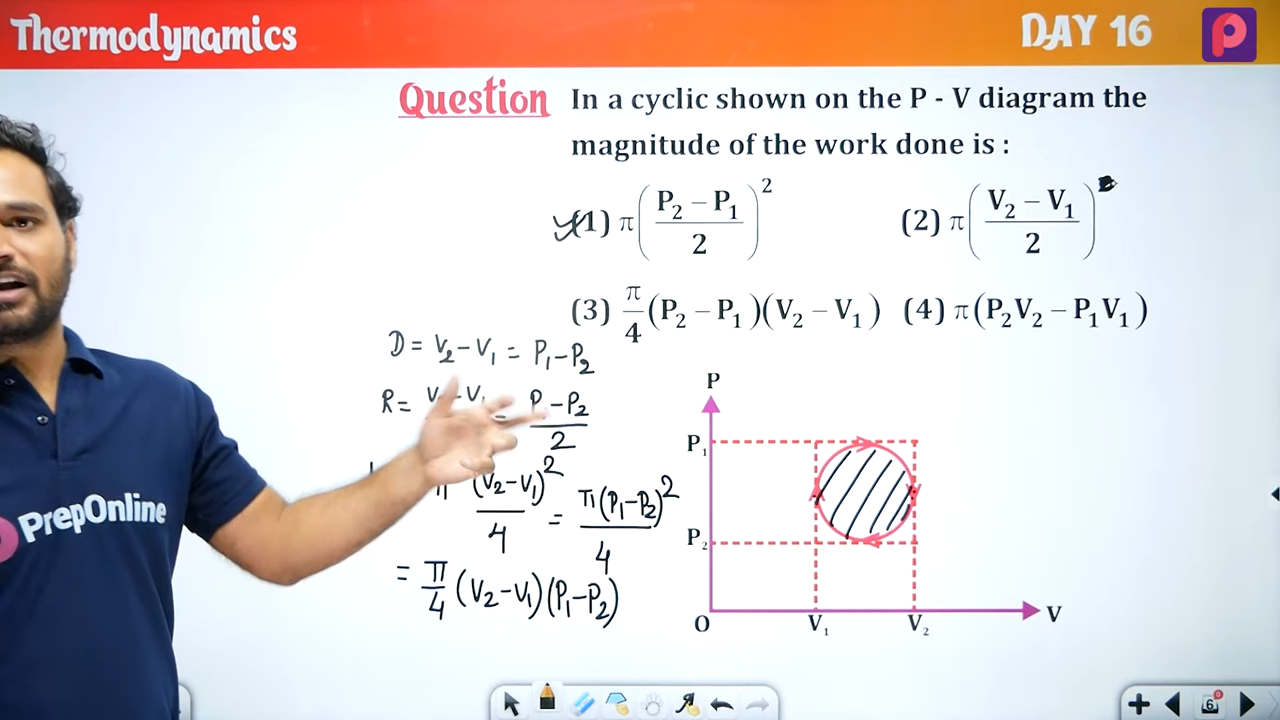 Thermodynamics
DAY 16
Question In a cyclic shown on the P - V diagram the
magnitude of the work done is :
(1) π((P₂ – P₁)/2)²
(2) π((V₂ – V₁)/2)
(3) π/4 (P₂ – P₁)(V₂ – V₁)
(4) π(P₂V₂ – P₁V₁)
D = V₂ – V₁ = P₁ – P₂
R = = P₁ – P₂ / 2
π (V₂ – V₁)² / 4 = π(P₁ – P₂)² / 4
= π/4 (V₂ – V₁)(P₁ – P₂)
P
P₁
P₂
O
V₁
V₂
V
PrepOnline
6